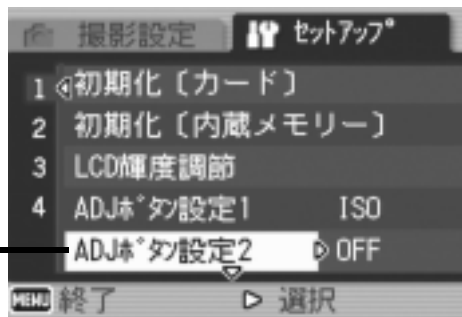 撮影設定 セットアップ
1 初期化〔カード〕
2 初期化〔内蔵メモリー〕
3 LCD輝度調節
4 ADJボタン設定1 ISO
ADJボタン設定2 OFF
MENU 終了 選択